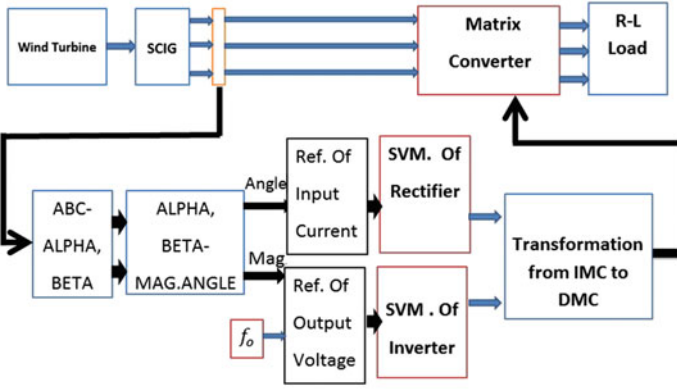 Wind Turbine
SCIG
Matrix
Converter
R-L
Load
Angle
Mag
ABC-
ALPHA,
BETA
ALPHA,
BETA-
MAG.ANGLE
Ref. Of
Input
Current
SVM. Of
Rectifier
Ref. Of
Output
Voltage
fo
SVM . Of
Inverter
Transformation
from IMC to
DMC